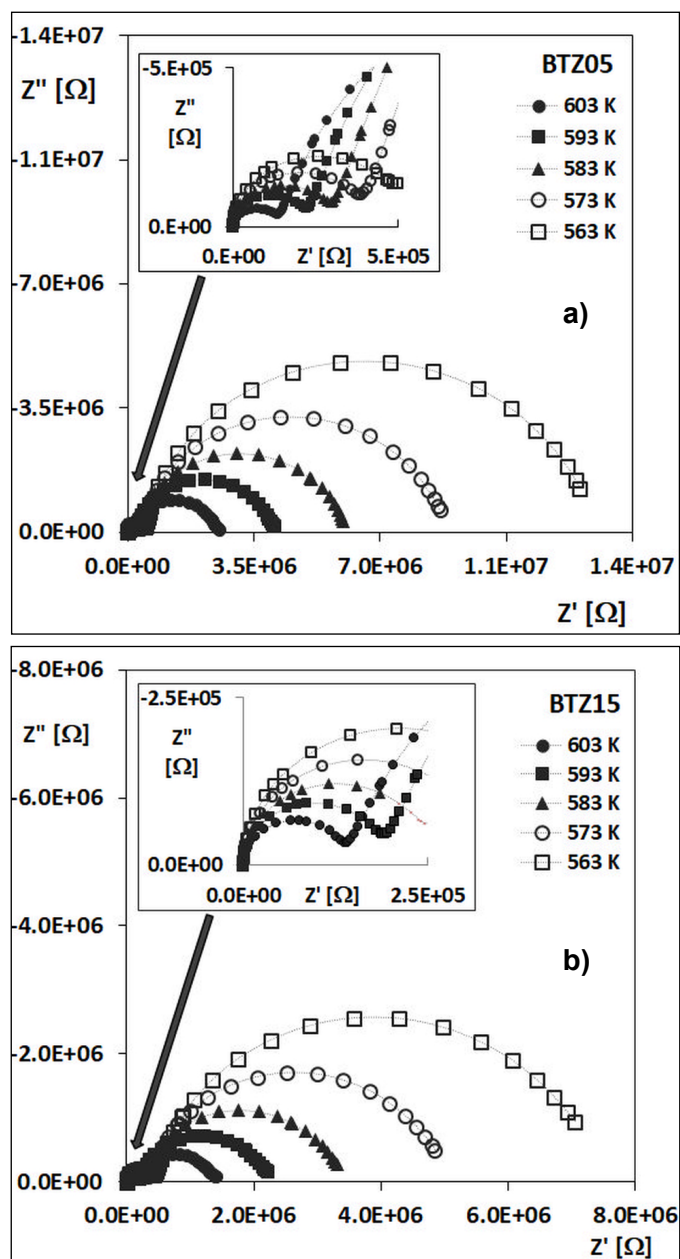 -1.4E+07
Z'' [Ω]
-1.1E+07
-7.0E+06
-3.5E+06
0.0E+00
0.0E+00 3.5E+06 7.0E+06 1.1E+07 1.4E+07
Z' [Ω]
-5.E+05
Z''
[Ω]
0.E+00
0.E+00 Z' [Ω] 5.E+05
BTZ05
603 K
593 K
583 K
573 K
563 K
a)
-8.0E+06
Z'' [Ω]
-6.0E+06
-4.0E+06
-2.0E+06
0.0E+00
0.0E+00 2.0E+06 4.0E+06 6.0E+06 8.0E+06
Z' [Ω]
-2.5E+05
Z''
[Ω]
0.0E+00
0.0E+00 Z' [Ω] 2.5E+05
BTZ15
603 K
593 K
583 K
573 K
563 K
b)